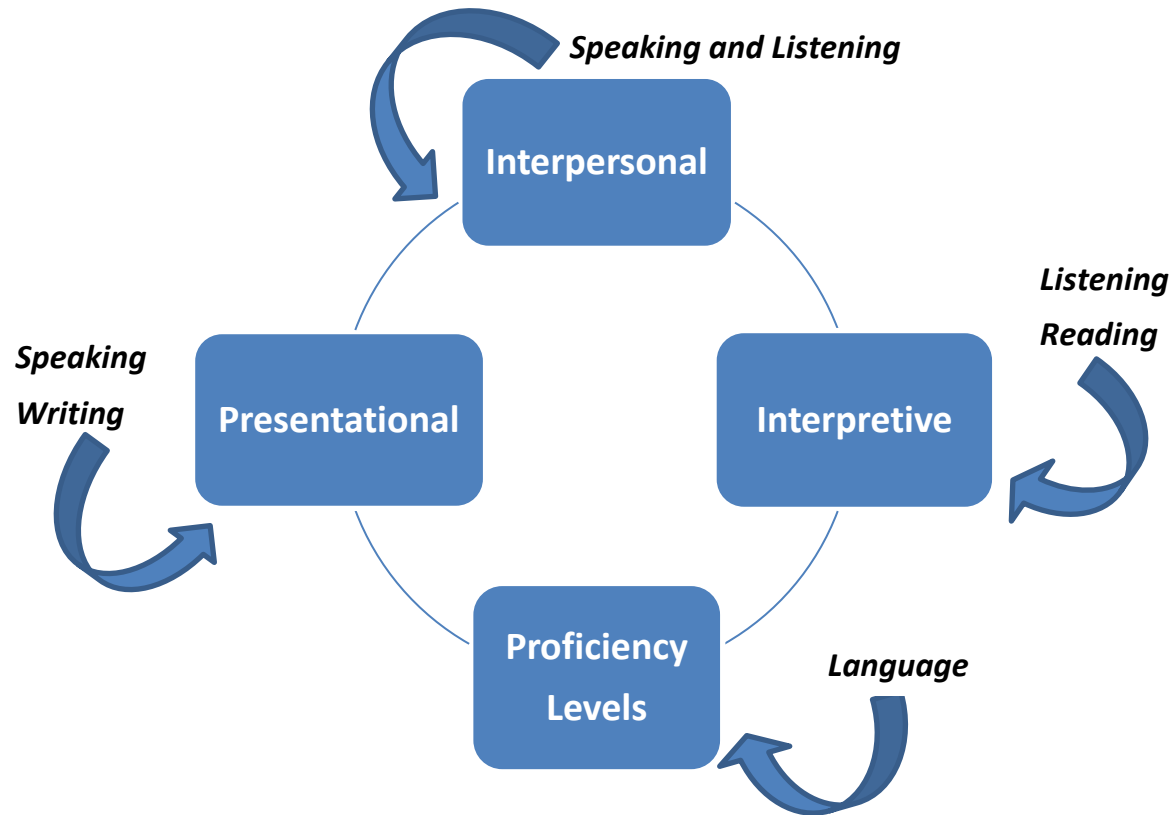 Speaking and Listening
Interpersonal
Listening
Reading
Speaking
Writing
Presentational
Interpretive
Proficiency
Levels
Language